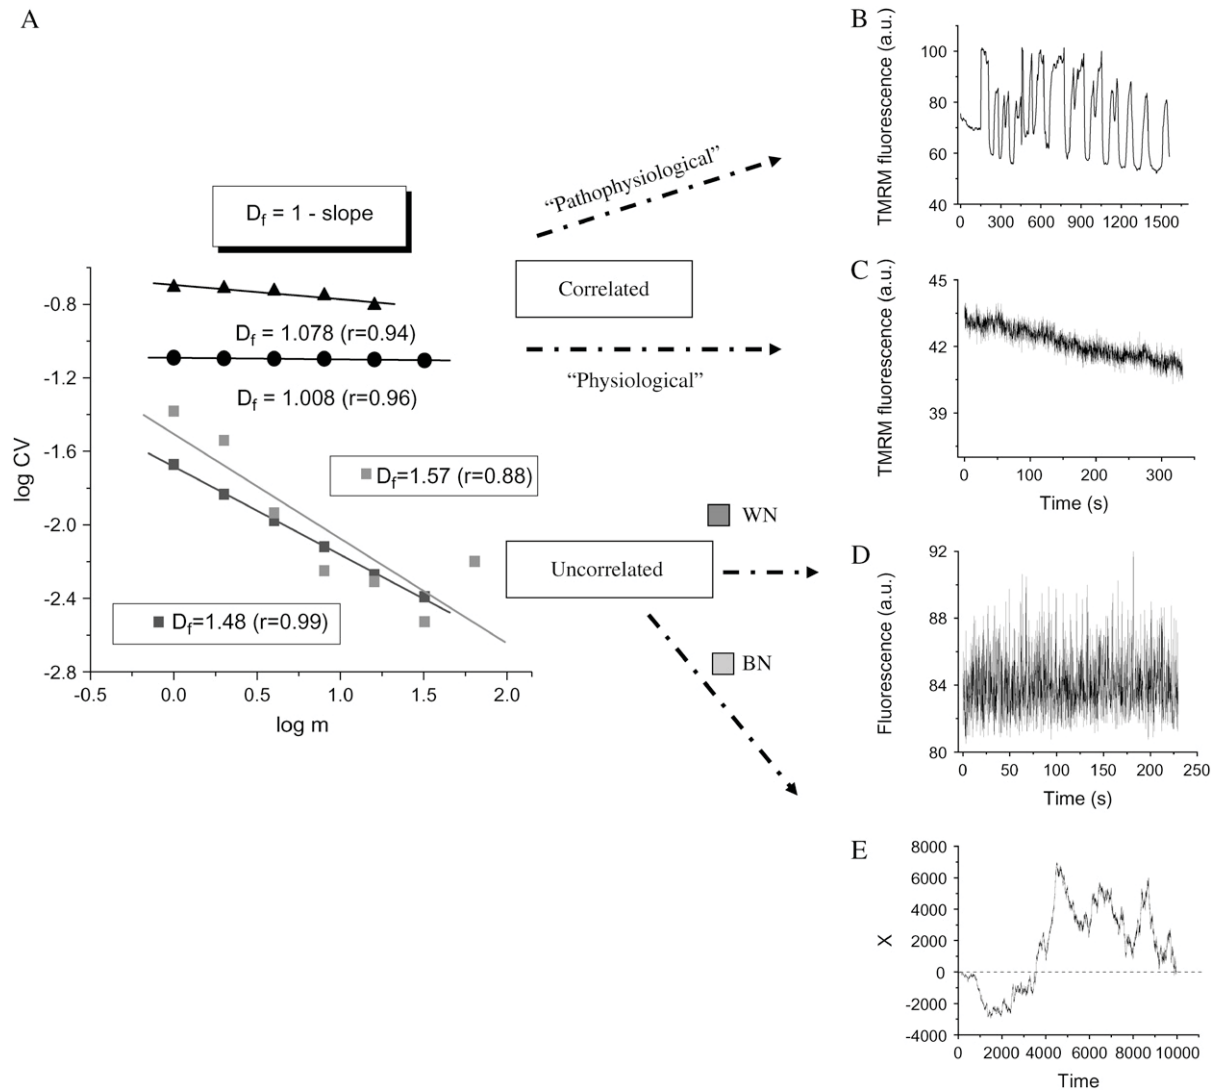 A
D_f = 1 - slope
D_f = 1.078 (r=0.94)
D_f = 1.008 (r=0.96)
D_f=1.57 (r=0.88)
D_f=1.48 (r=0.99)
log CV
-0.8
-1.2
-1.6
-2.0
-2.4
-2.8
-0.5 0.0 0.5 1.0 1.5 2.0
log m
“Pathophysiological”
Correlated
“Physiological”
WN
Uncorrelated
BN
B
TMRM fluorescence (a.u.)
100
80
60
40
0 300 600 900 1200 1500
C
TMRM fluorescence (a.u.)
45
42
39
0 100 200 300
Time (s)
D
Fluorescence (a.u.)
92
88
84
80
0 50 100 150 200 250
Time (s)
E
X
8000
6000
4000
2000
0
-2000
-4000
0 2000 4000 6000 8000 10000
Time